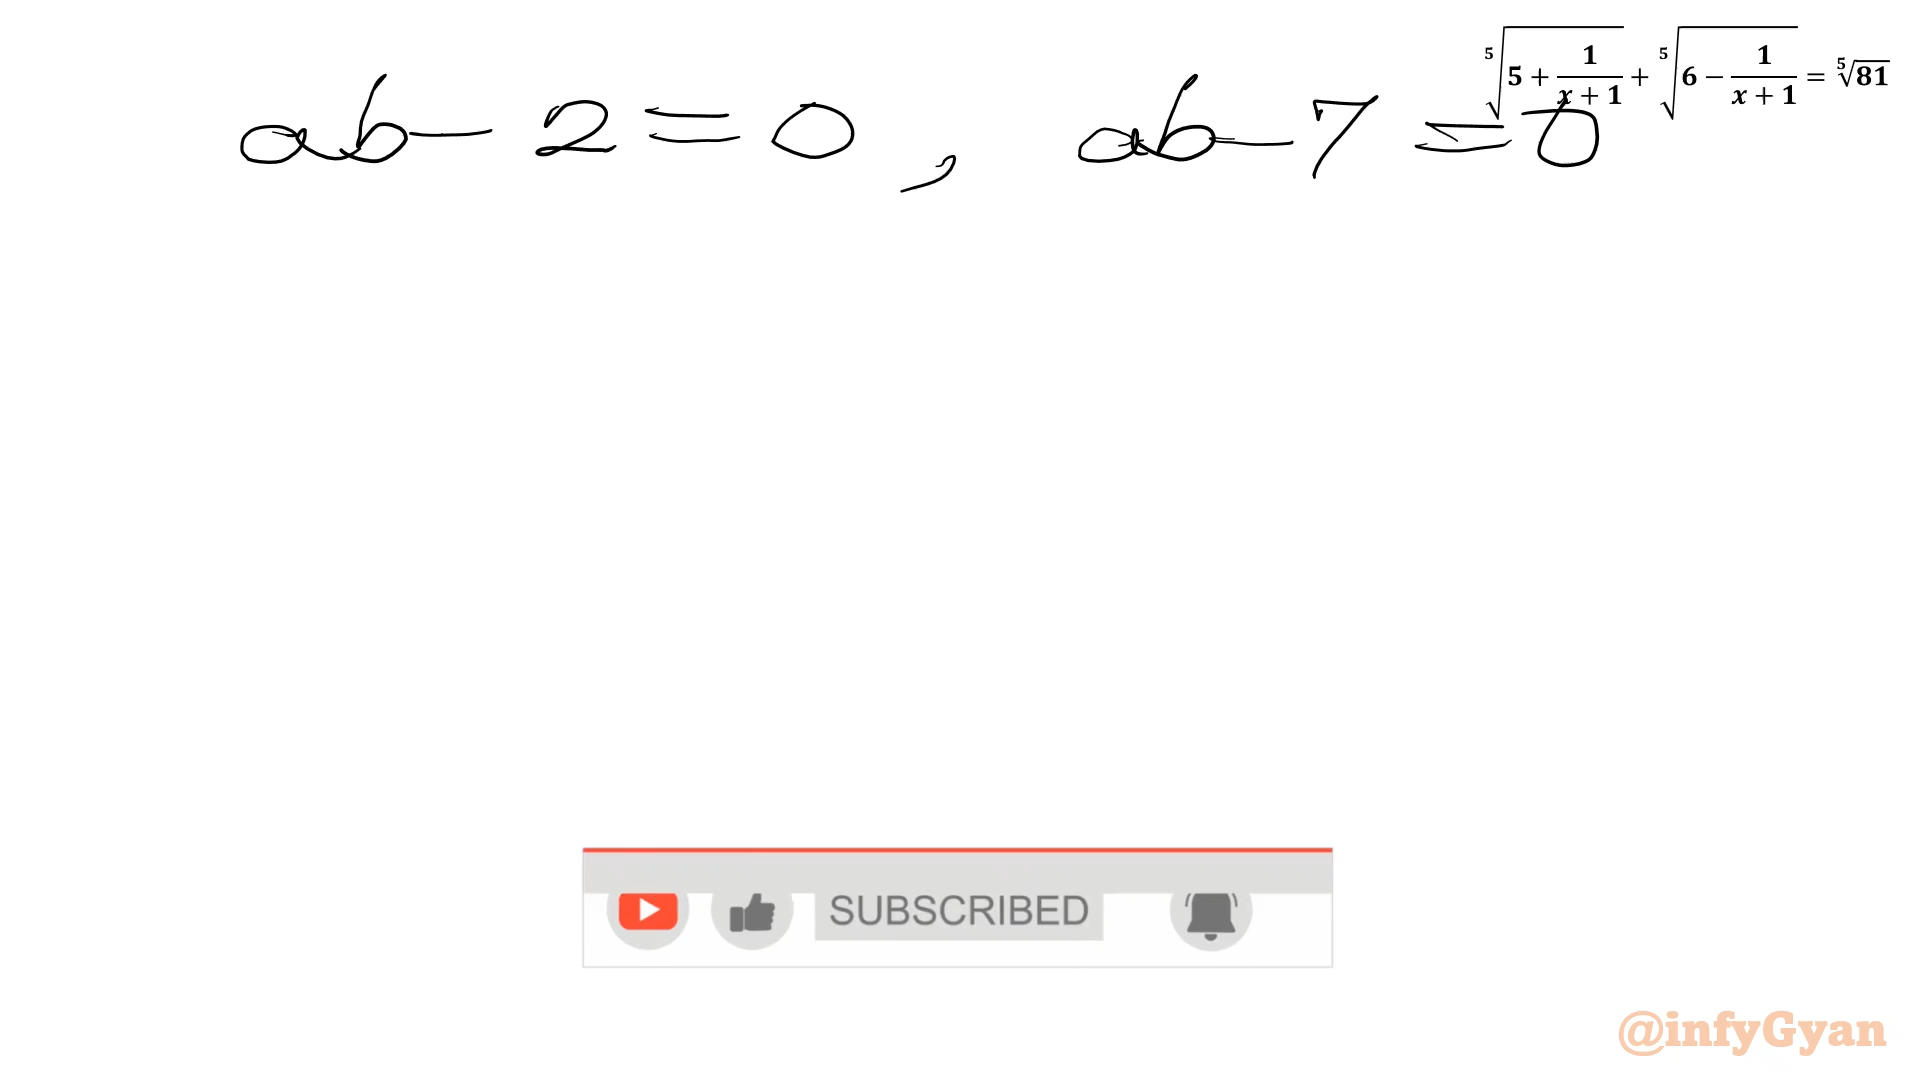 ab - 2 = 0 , ab - 7 = 0
⁵√(5 + 1/(x + 1)) + ⁵√(6 − 1/(x + 1)) = ⁵√81
SUBSCRIBED
@infyGyan